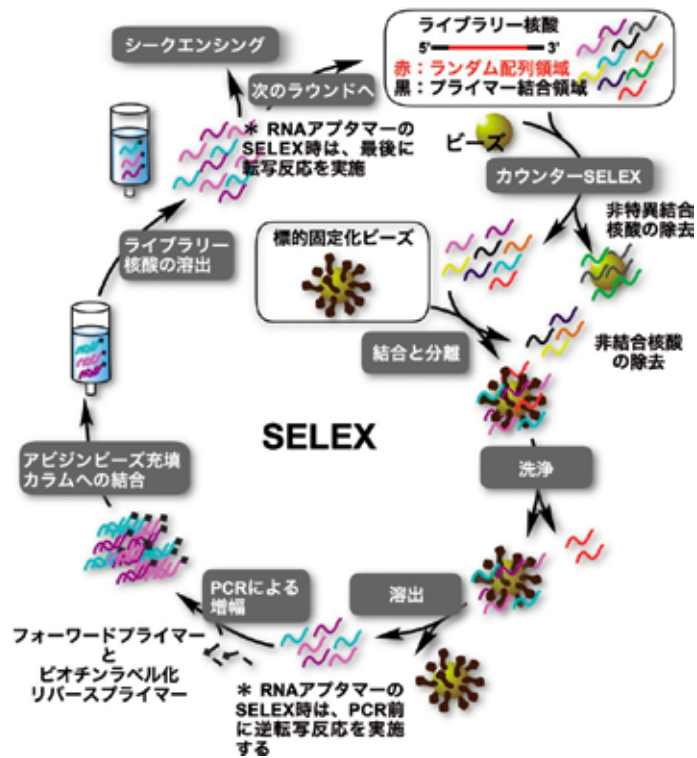 ライブラリー核酸
5' 3'
赤：ランダム配列領域
黒：プライマー結合領域
ビーズ
カウンターSELEX
非特異結合
核酸の除去
標的固定化ビーズ
結合と分離
非結合核酸
の除去
洗浄
溶出
PCRによる
増幅
フォーワードプライマー
と
ビオチンラベル化
リバースプライマー
＊ RNAアプタマーの
SELEX時は、PCR前
に逆転写反応を実施
する
アビジンビーズ充填
カラムへの結合
ライブラリー
核酸の溶出
シークエンシング
次のラウンドへ
＊ RNAアプタマーの
SELEX時は、最後に
転写反応を実施
SELEX